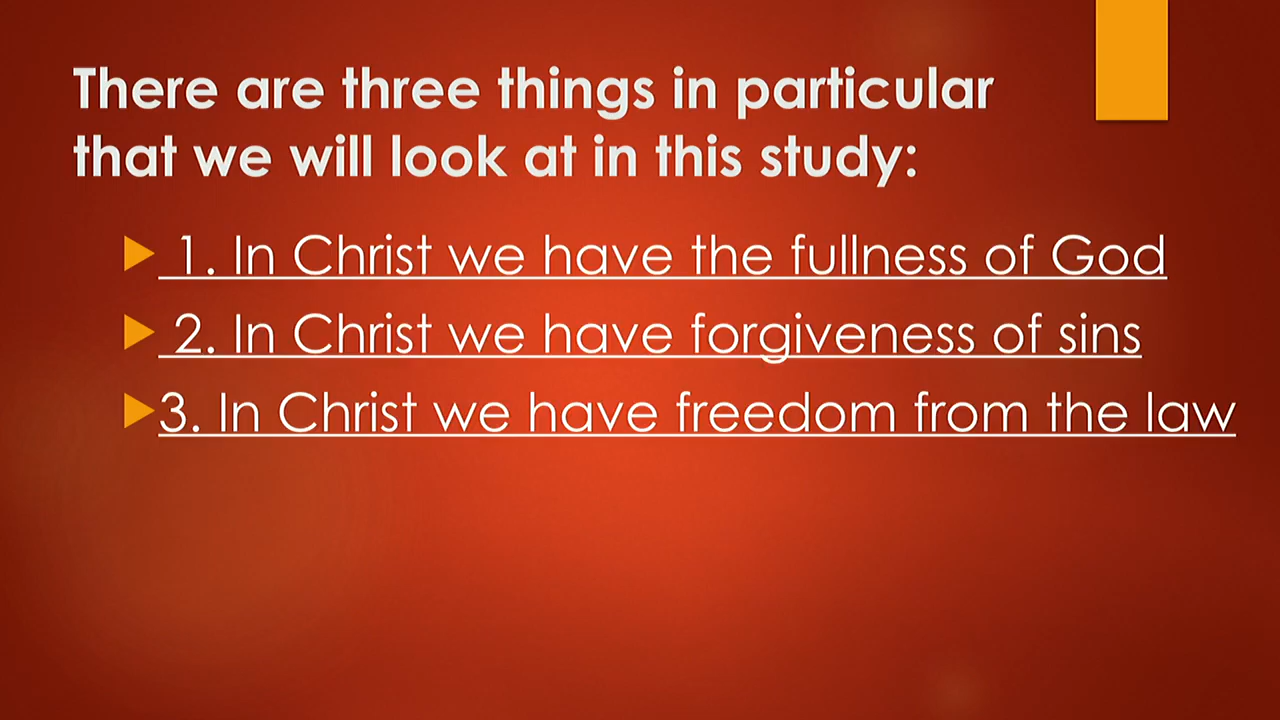 There are three things in particular
that we will look at in this study:
1. In Christ we have the fullness of God
2. In Christ we have forgiveness of sins
3. In Christ we have freedom from the law